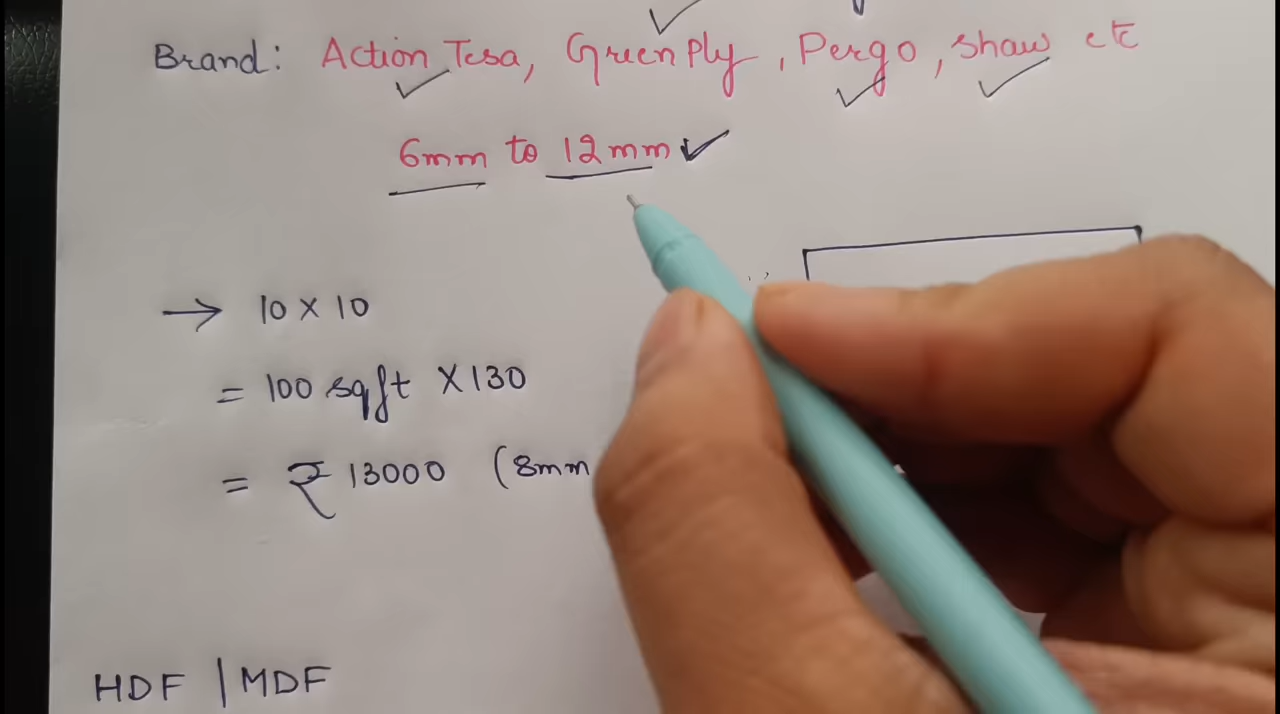 Brand: Action Tesa, GreenPly, Pergo, Shaw etc
6mm to 12mm
→ 10 X 10
= 100 sqft X 130
= ₹ 13000 (8mm
HDF | MDF